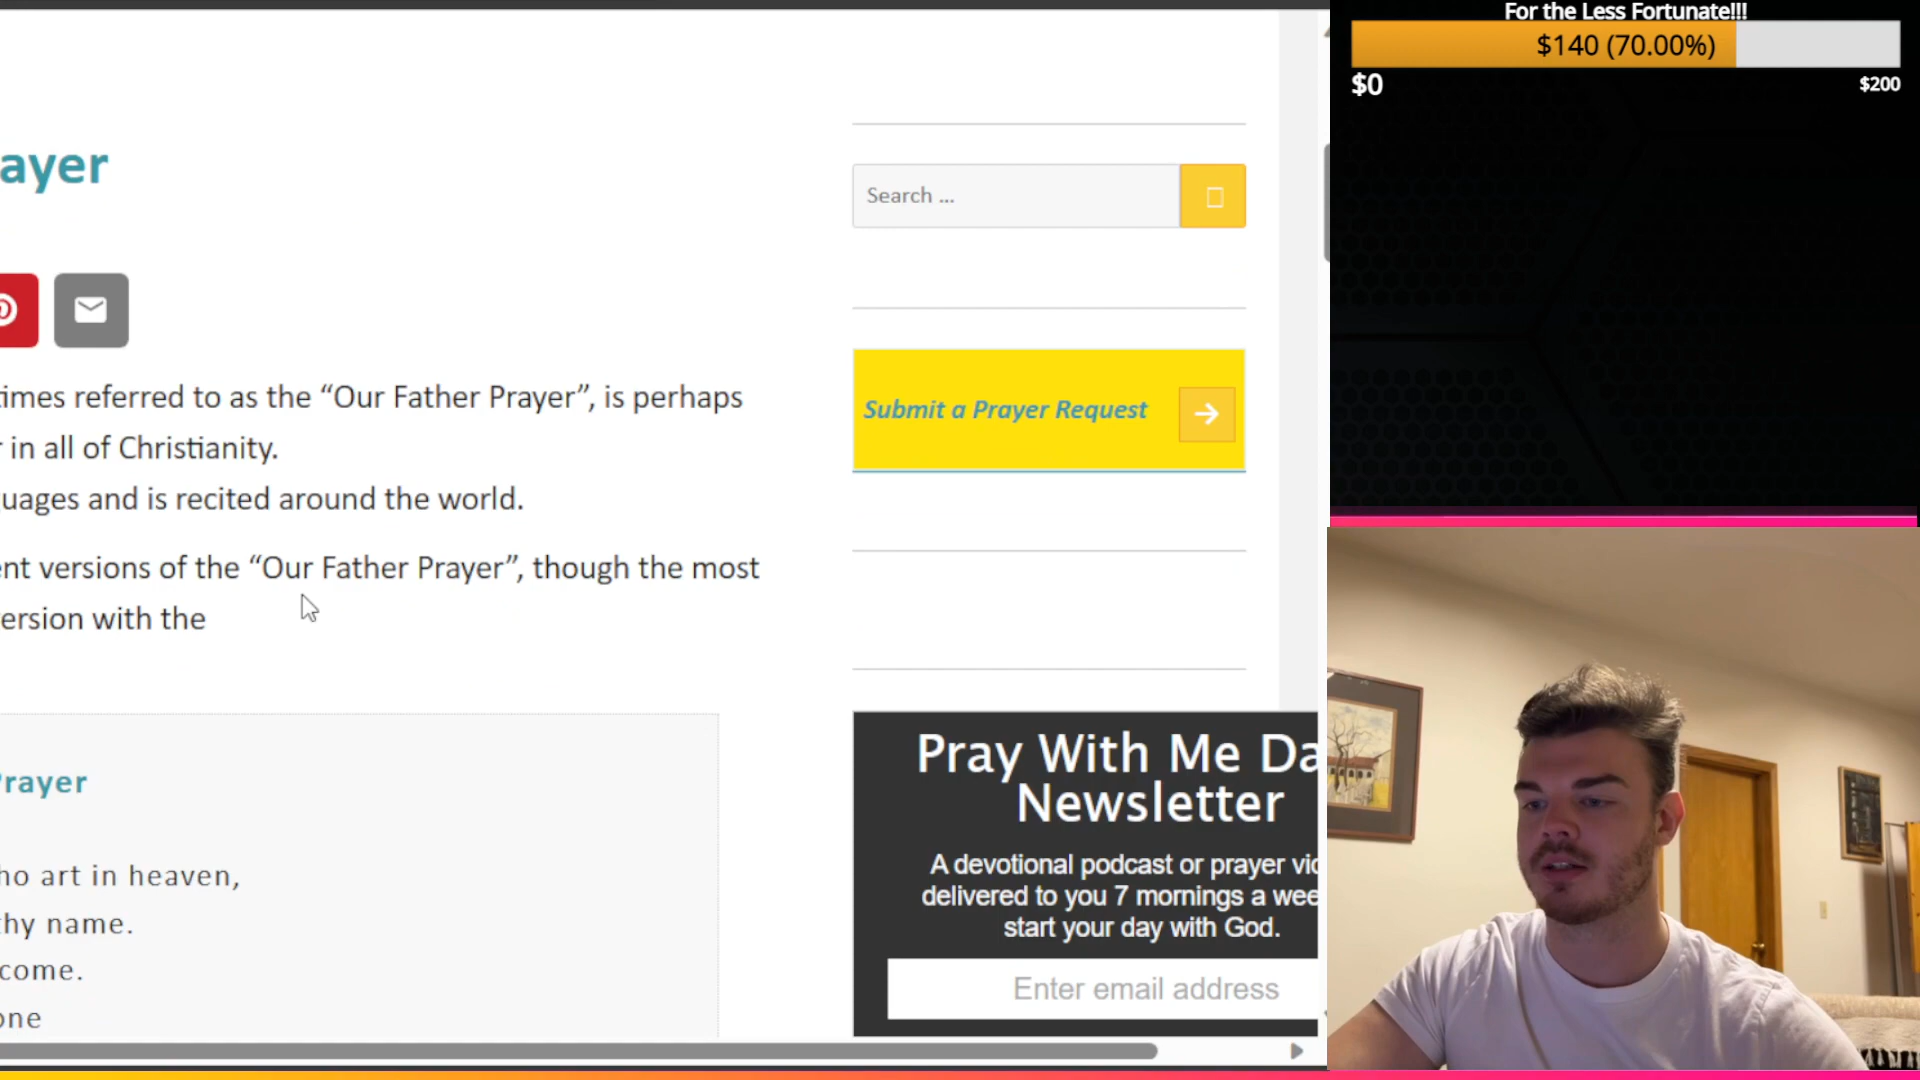 ayer
imes referred to as the “Our Father Prayer”, is perhaps
r in all of Christianity.
uages and is recited around the world.
ent versions of the “Our Father Prayer”, though the most
ersion with the
Prayer
ho art in heaven,
thy name.
come.
one
Search ...
Submit a Prayer Request
Pray With Me Da
Newsletter
A devotional podcast or prayer vi
delivered to you 7 mornings a wee
start your day with God.
Enter email address
For the Less Fortunate!!!
$140 (70.00%)
$0
$200